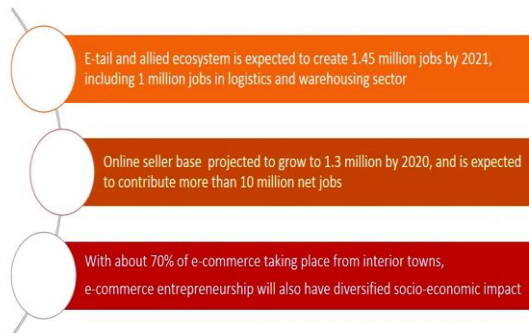 E-tail and allied ecosystem is expected to create 1.45 million jobs by 2021,
including 1 million jobs in logistics and warehousing sector
Online seller base projected to grow to 1.3 million by 2020, and is expected
to contribute more than 10 million net jobs
With about 70% of e-commerce taking place from interior towns,
e-commerce entrepreneurship will also have diversified socio-economic impact